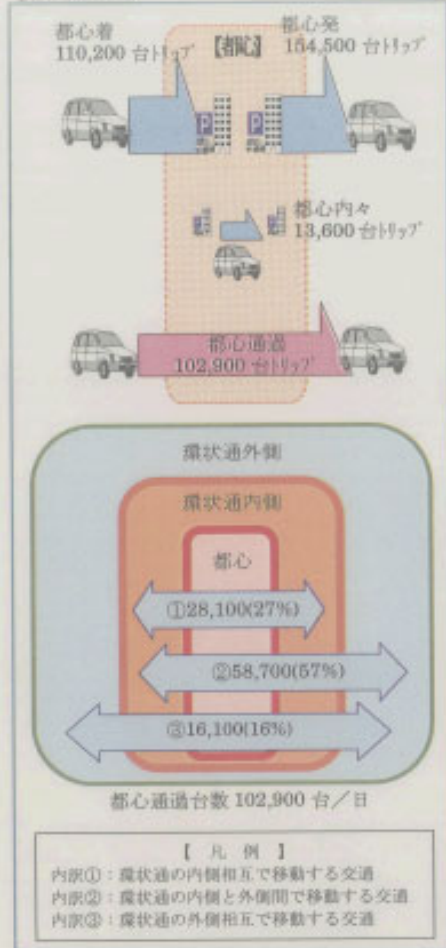 都心着
110,200 台トリップ
【都心】
都心発
154,500 台トリップ
P
P
都心内々
13,600 台トリップ
都心通過
102,900 台トリップ
環状通外側
環状通内側
都心
①28,100(27%)
②58,700(57%)
③16,100(16%)
都心通過台数 102,900 台／日
【 凡 例 】
内訳①：環状通の内側相互で移動する交通
内訳②：環状通の内側と外側間で移動する交通
内訳③：環状通の外側相互で移動する交通